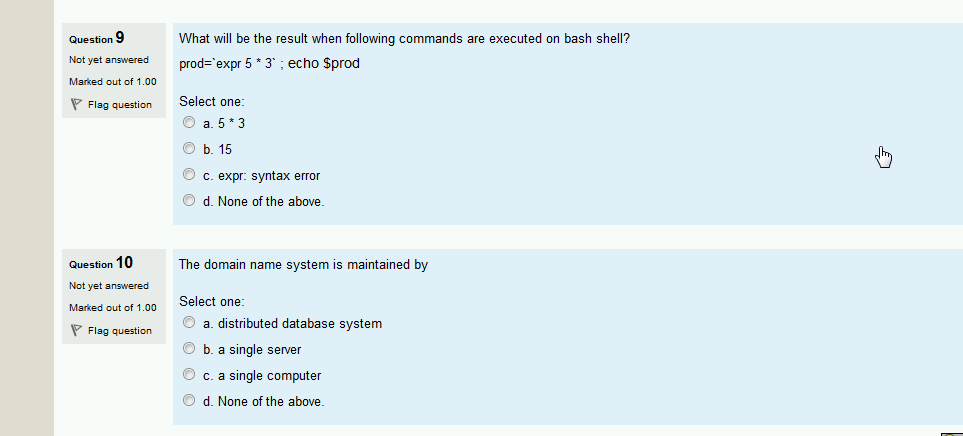 Question 9
Not yet answered
Marked out of 1.00
Flag question
What will be the result when following commands are executed on bash shell?
prod=`expr 5 * 3` ; echo $prod
Select one:
a. 5 * 3
b. 15
c. expr: syntax error
d. None of the above.
Question 10
Not yet answered
Marked out of 1.00
Flag question
The domain name system is maintained by
Select one:
a. distributed database system
b. a single server
c. a single computer
d. None of the above.